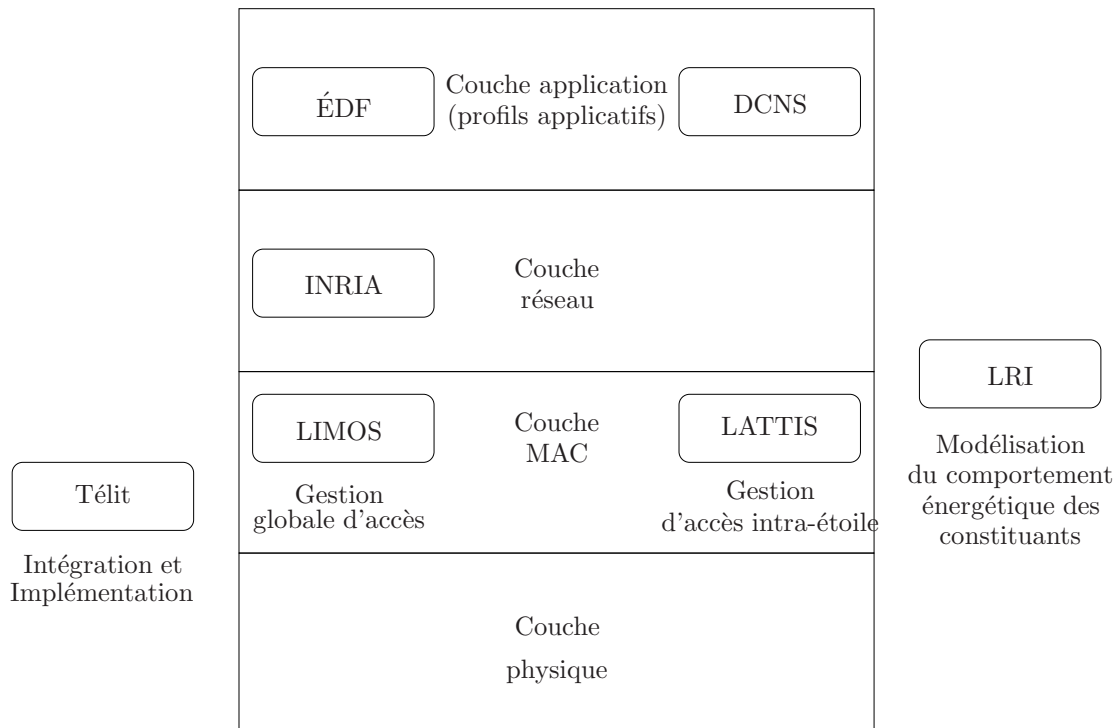 ÉDF
Couche application
(profils applicatifs)
DCNS
INRIA
Couche
réseau
LRI
Modélisation
du comportement
énergétique des
constituants
LIMOS
Couche
MAC
LATTIS
Gestion
globale d'accès
Gestion
d'accès intra-étoile
Télit
Intégration et
Implémentation
Couche
physique